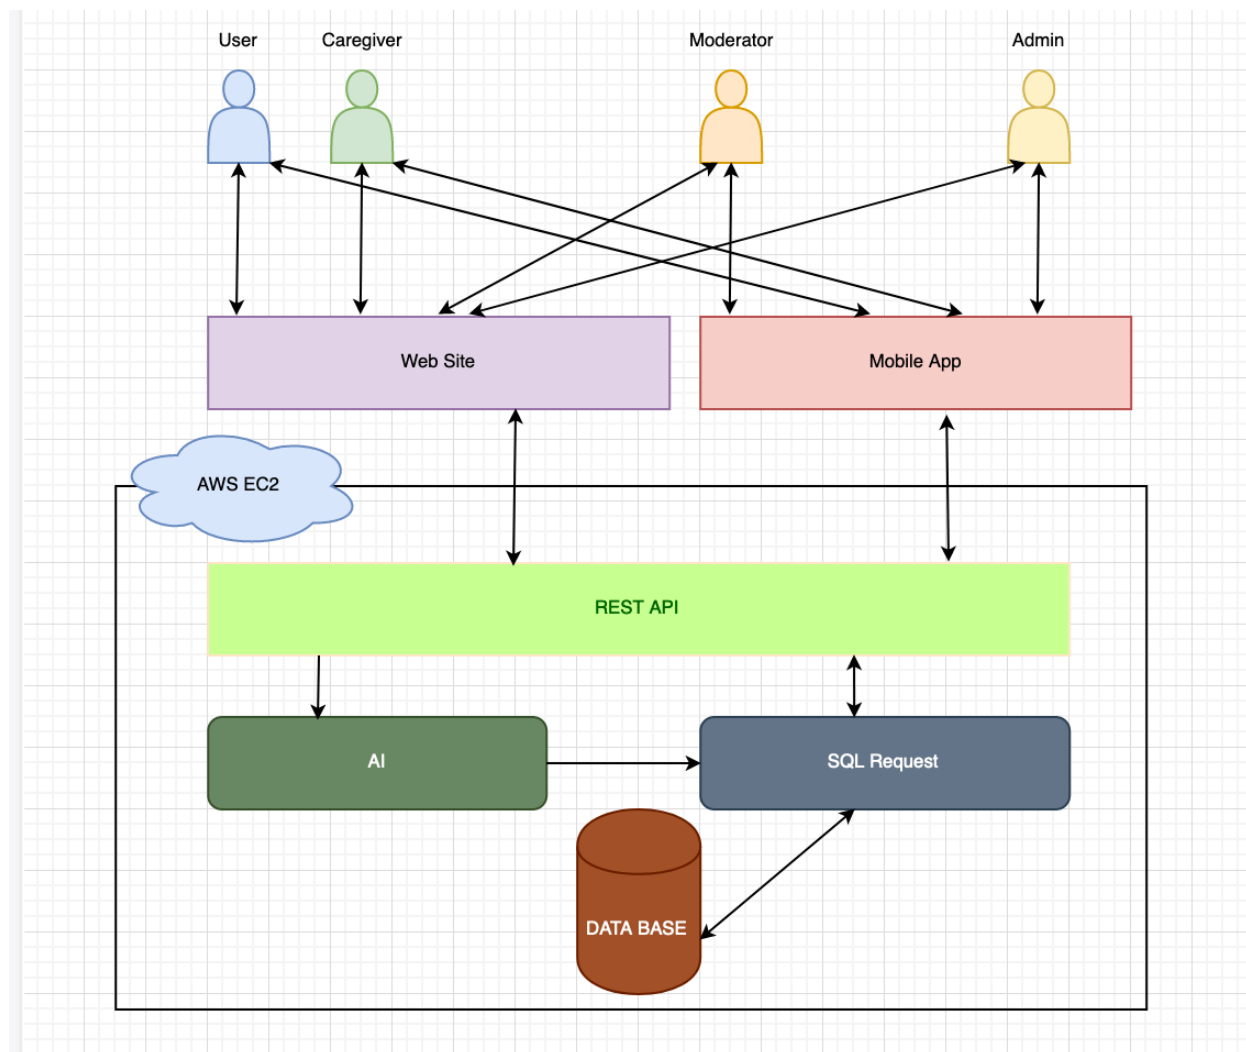 User
Caregiver
Moderator
Admin
Web Site
Mobile App
AWS EC2
REST API
AI
SQL Request
DATA BASE